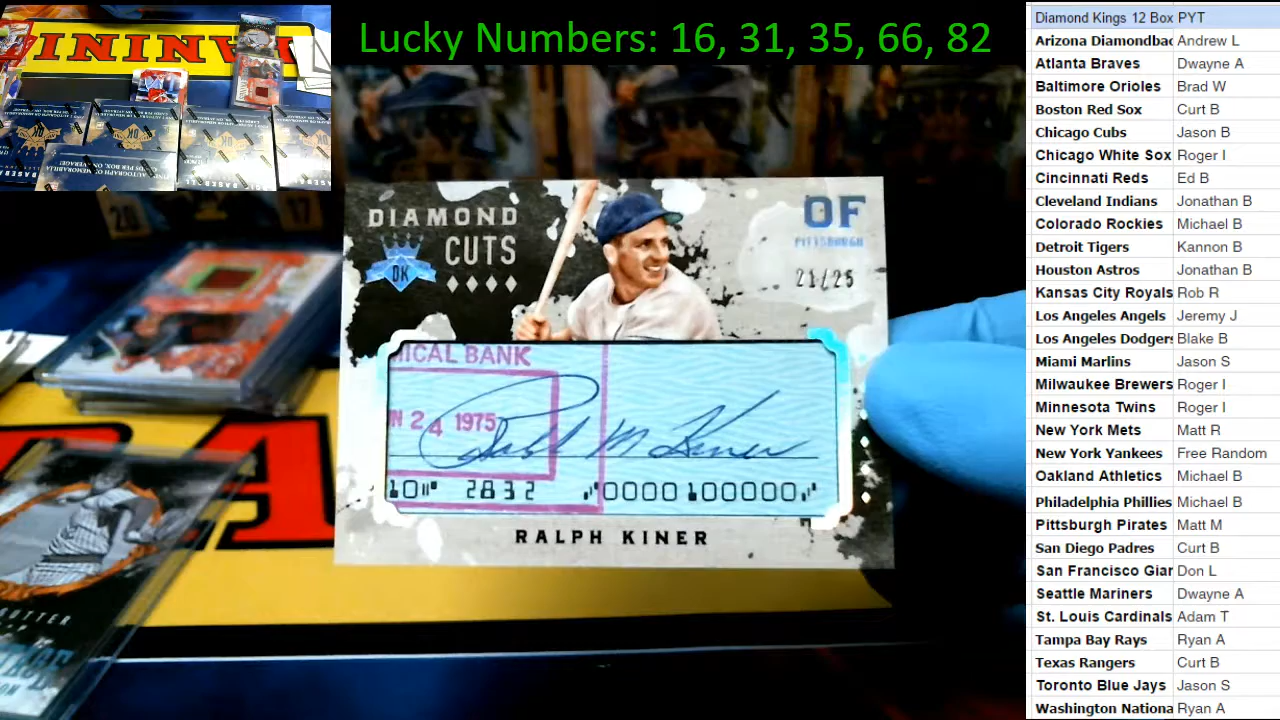 Lucky Numbers: 16, 31, 35, 66, 82
PANINI
DIAMOND
CUTS
DK
OF
PITTSBURGH
21/25
MICAL BANK
N 24 1975
Ralph M Kiner
10 2832 0000100000
RALPH KINER
Diamond Kings 12 Box PYT
Arizona Diamondbac Andrew L
Atlanta Braves Dwayne A
Baltimore Orioles Brad W
Boston Red Sox Curt B
Chicago Cubs Jason B
Chicago White Sox Roger I
Cincinnati Reds Ed B
Cleveland Indians Jonathan B
Colorado Rockies Michael B
Detroit Tigers Kannon B
Houston Astros Jonathan B
Kansas City Royals Rob R
Los Angeles Angels Jeremy J
Los Angeles Dodgers Blake B
Miami Marlins Jason S
Milwaukee Brewers Roger I
Minnesota Twins Roger I
New York Mets Matt R
New York Yankees Free Random
Oakland Athletics Michael B
Philadelphia Phillies Michael B
Pittsburgh Pirates Matt M
San Diego Padres Curt B
San Francisco Gian Don L
Seattle Mariners Dwayne A
St. Louis Cardinals Adam T
Tampa Bay Rays Ryan A
Texas Rangers Curt B
Toronto Blue Jays Jason S
Washington Nationa Ryan A